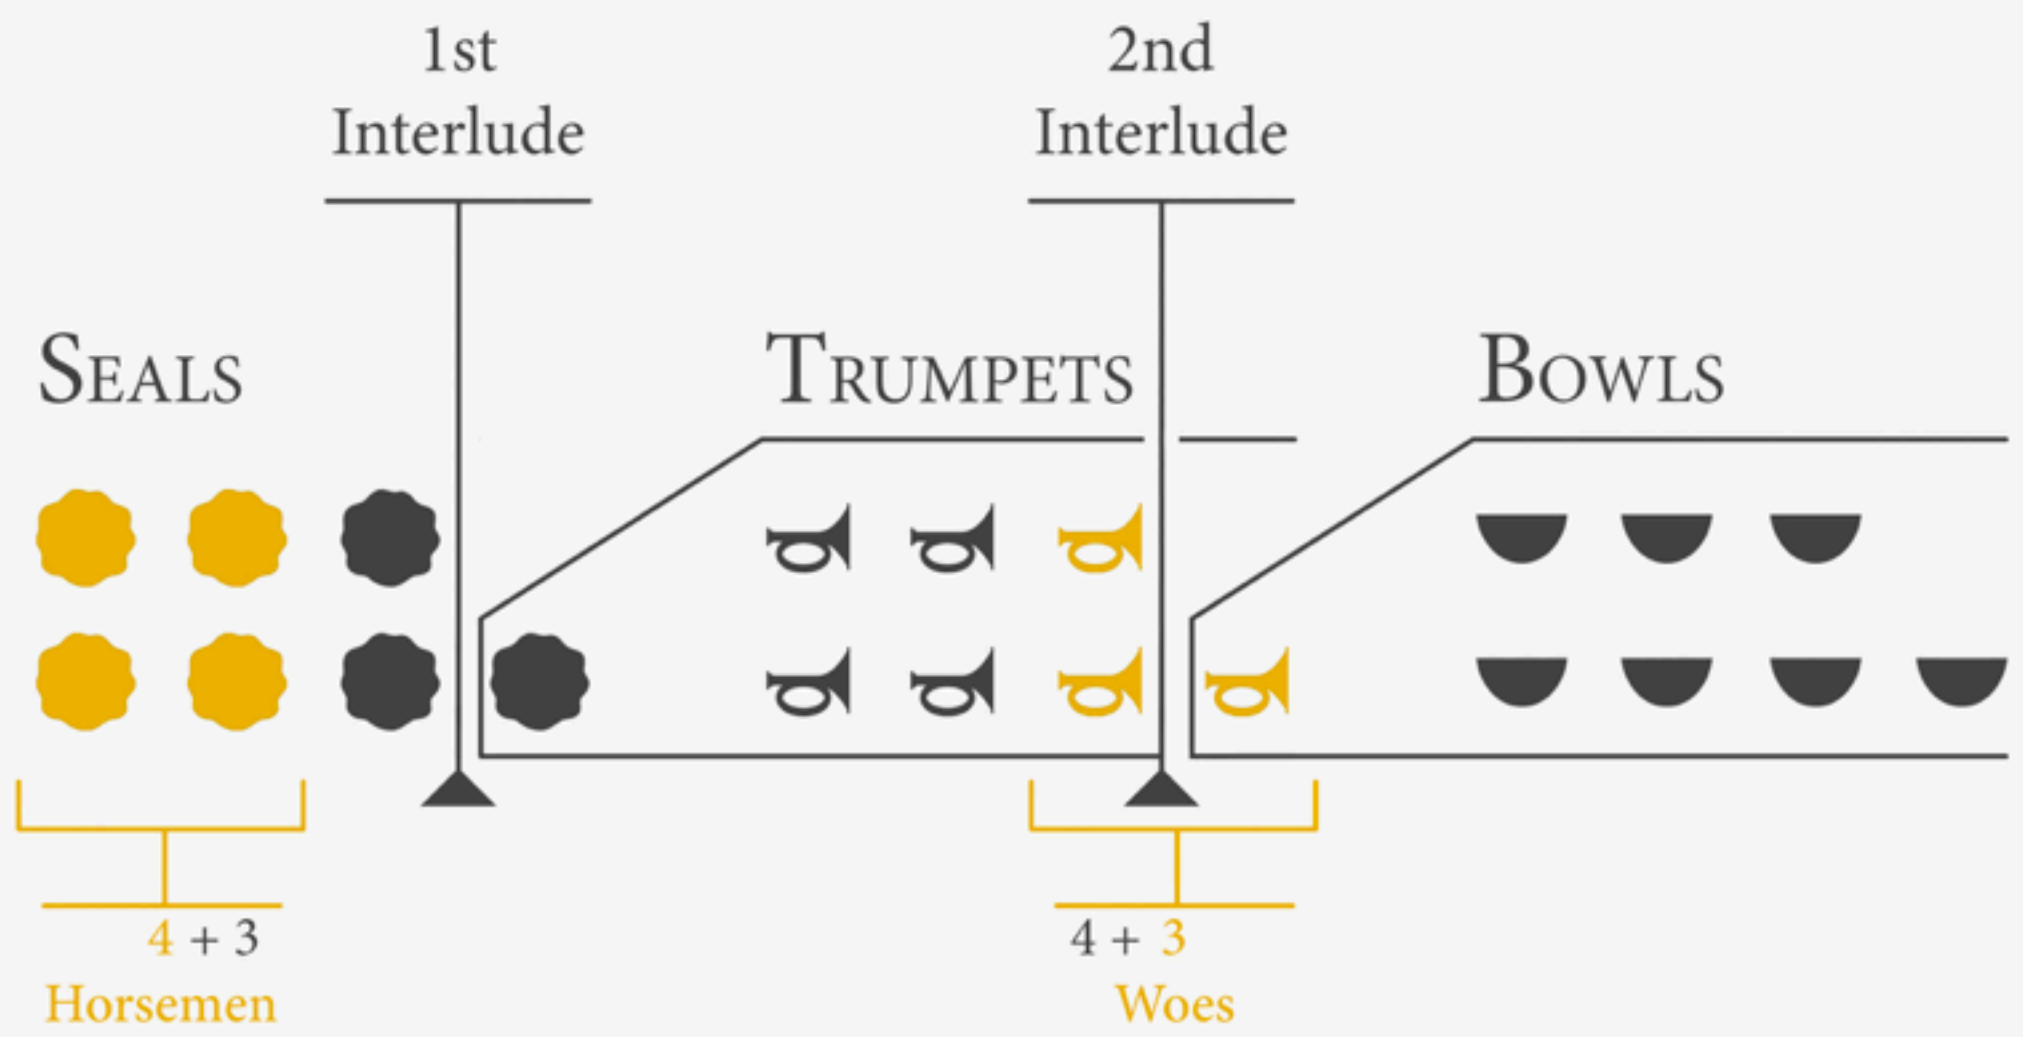 1st
Interlude
2nd
Interlude
SEALS
TRUMPETS
BOWLS
4 + 3
Horsemen
4 + 3
Woes